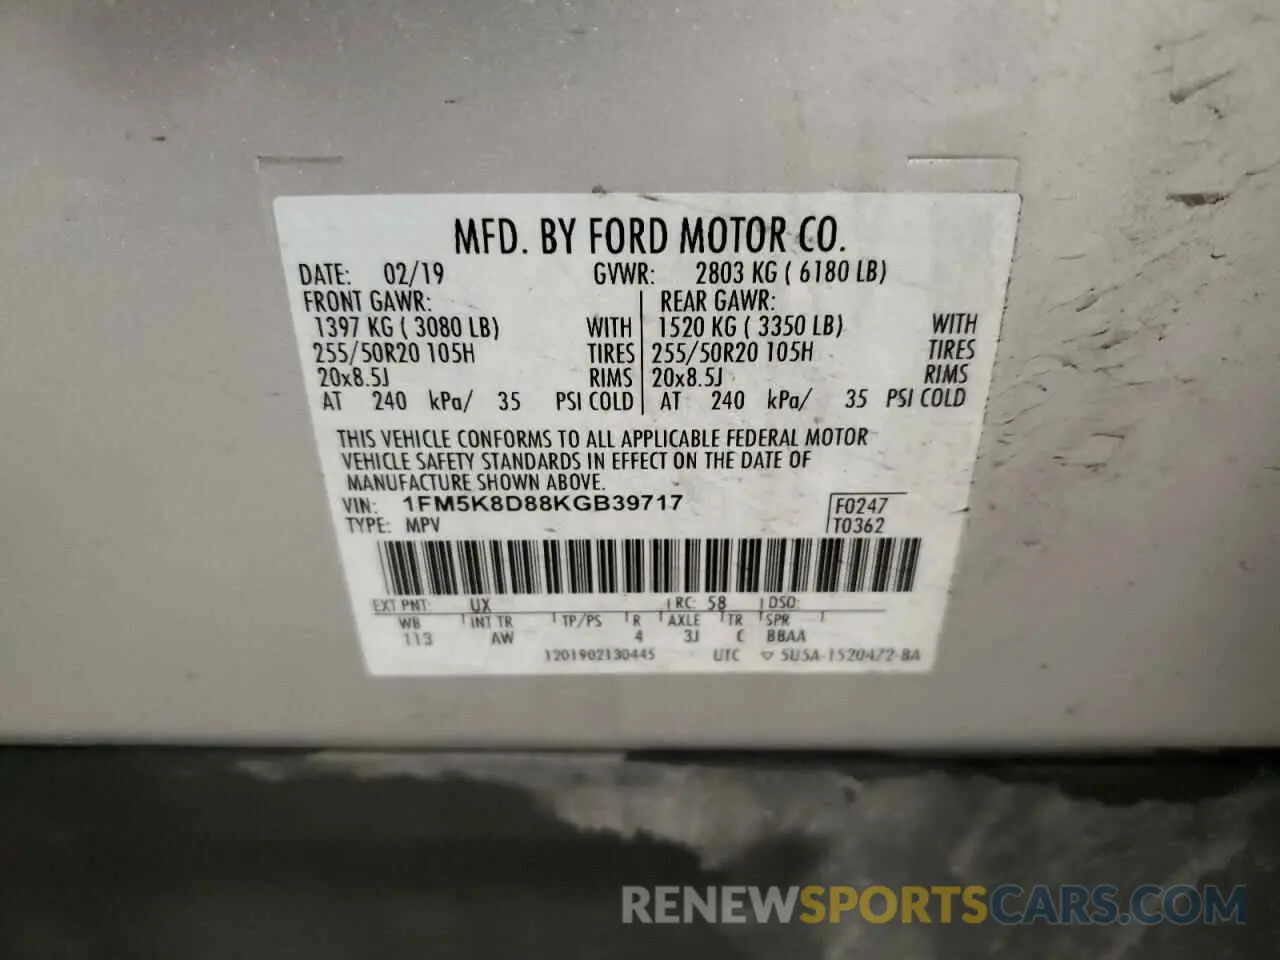 MFD. BY FORD MOTOR CO.
DATE: 02/19 GVWR: 2803 KG ( 6180 LB)
FRONT GAWR: REAR GAWR:
1397 KG ( 3080 LB) WITH 1520 KG ( 3350 LB) WITH
255/50R20 105H TIRES 255/50R20 105H TIRES
20x8.5J RIMS 20x8.5J RIMS
AT 240 kPa/ 35 PSI COLD AT 240 kPa/ 35 PSI COLD
THIS VEHICLE CONFORMS TO ALL APPLICABLE FEDERAL MOTOR
VEHICLE SAFETY STANDARDS IN EFFECT ON THE DATE OF
MANUFACTURE SHOWN ABOVE.
VIN: 1FM5K8D88KGB39717 F0247
TYPE: MPV T0362
EXT PNT: UX RC: 58 DSO:
WB INT TR TP/PS R AXLE TR SPR
113 AW 4 3J C BBAA
1201902130445 UTC ▽ 5U5A-1520472-BA
RENEWSPORTSCARS.COM